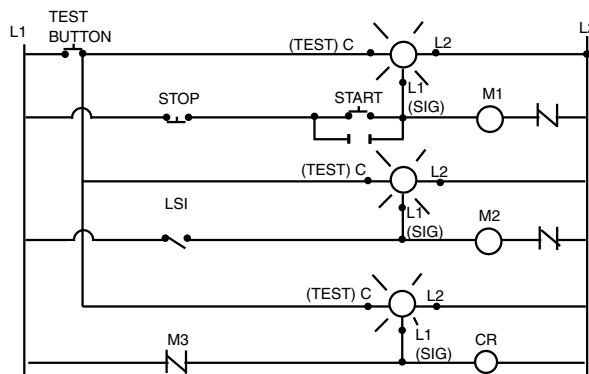 TEST
BUTTON
L1
L2
(TEST) C
L2
STOP
START
L1
(SIG)
M1
(TEST) C
L2
LSI
L1
(SIG)
M2
(TEST) C
L2
M3
L1
(SIG)
CR